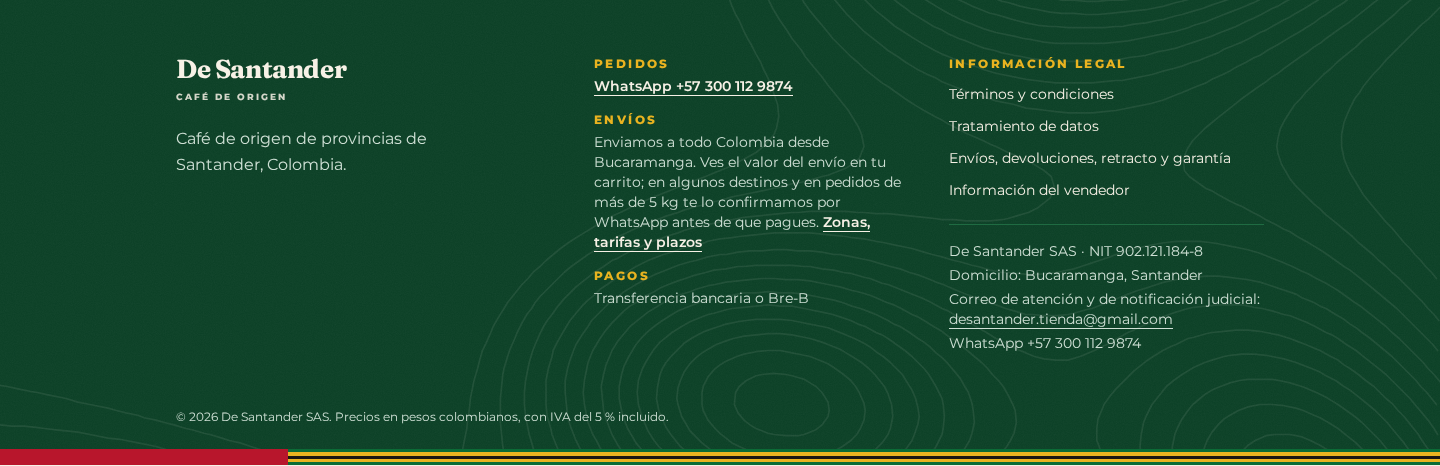 De Santander
CAFÉ DE ORIGEN
Café de origen de provincias de
Santander, Colombia.
PEDIDOS
WhatsApp +57 300 112 9874
ENVÍOS
Enviamos a todo Colombia desde
Bucaramanga. Ves el valor del envío en tu
carrito; en algunos destinos y en pedidos de
más de 5 kg te lo confirmamos por
WhatsApp antes de que pagues. Zonas,
tarifas y plazos
PAGOS
Transferencia bancaria o Bre-B
INFORMACIÓN LEGAL
Términos y condiciones
Tratamiento de datos
Envíos, devoluciones, retracto y garantía
Información del vendedor
De Santander SAS · NIT 902.121.184-8
Domicilio: Bucaramanga, Santander
Correo de atención y de notificación judicial:
desantander.tienda@gmail.com
WhatsApp +57 300 112 9874
© 2026 De Santander SAS. Precios en pesos colombianos, con IVA del 5 % incluido.